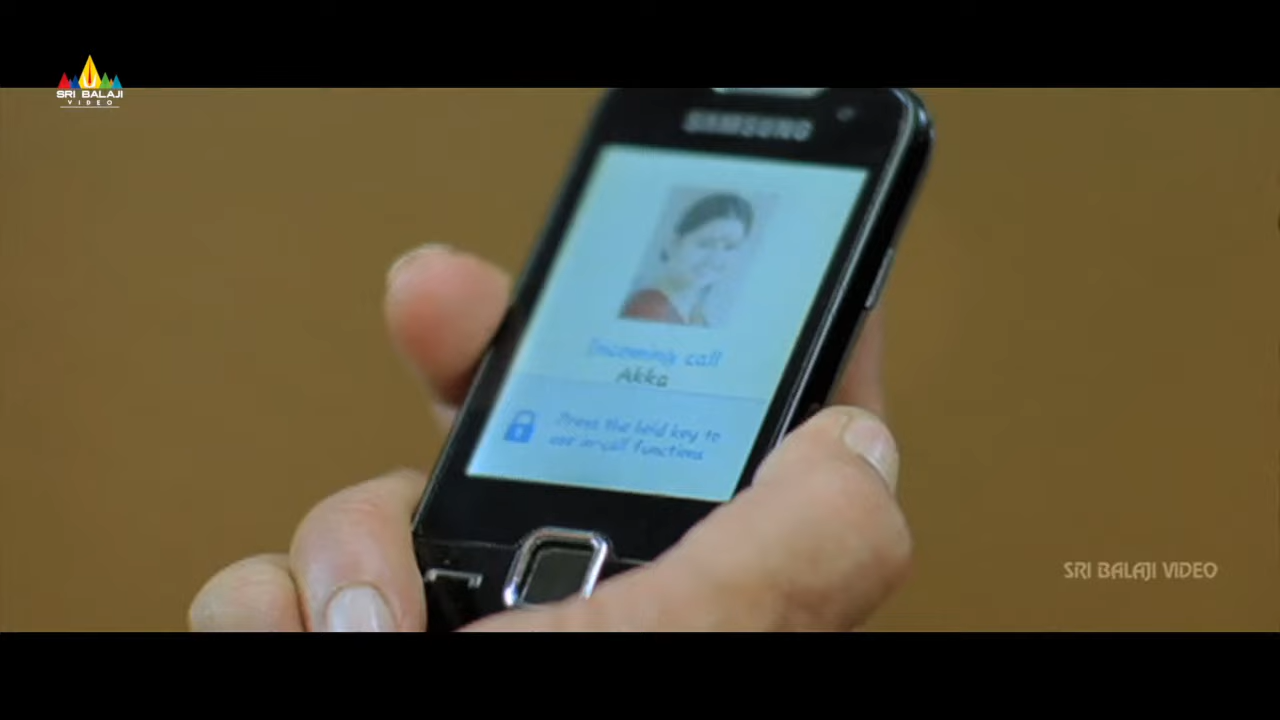 SRI BALAJI
VIDEO
SAMSUNG
Incoming call
Akka
Press the hold key to
use in-call functions
SRI BALAJI VIDEO